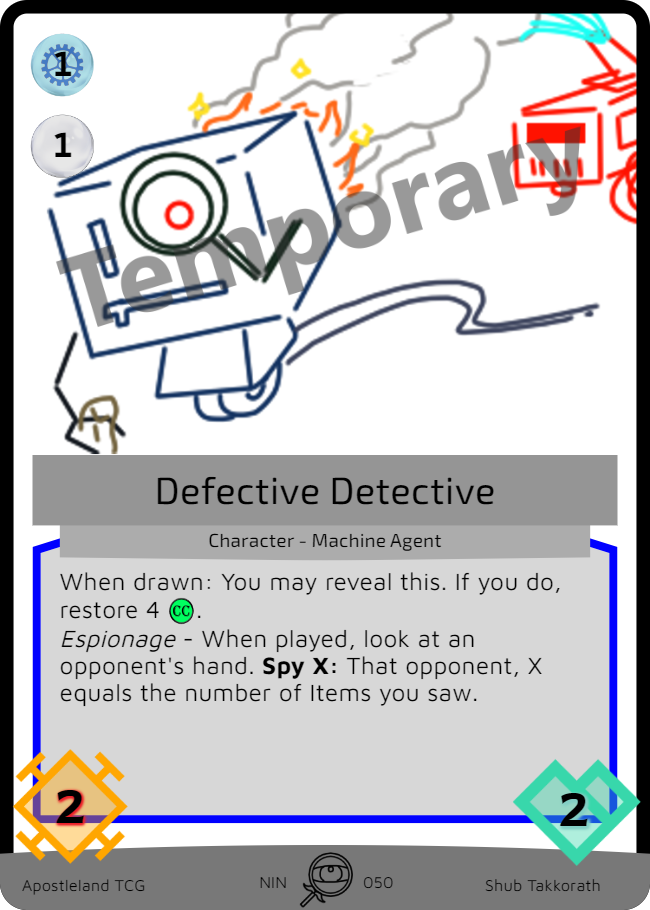 1
1
Temporary
Defective Detective
Character - Machine Agent
When drawn: You may reveal this. If you do,
restore 4 CC.
Espionage - When played, look at an
opponent's hand. Spy X: That opponent, X
equals the number of Items you saw.
2
2
Apostleland TCG
NIN
050
Shub Takkorath